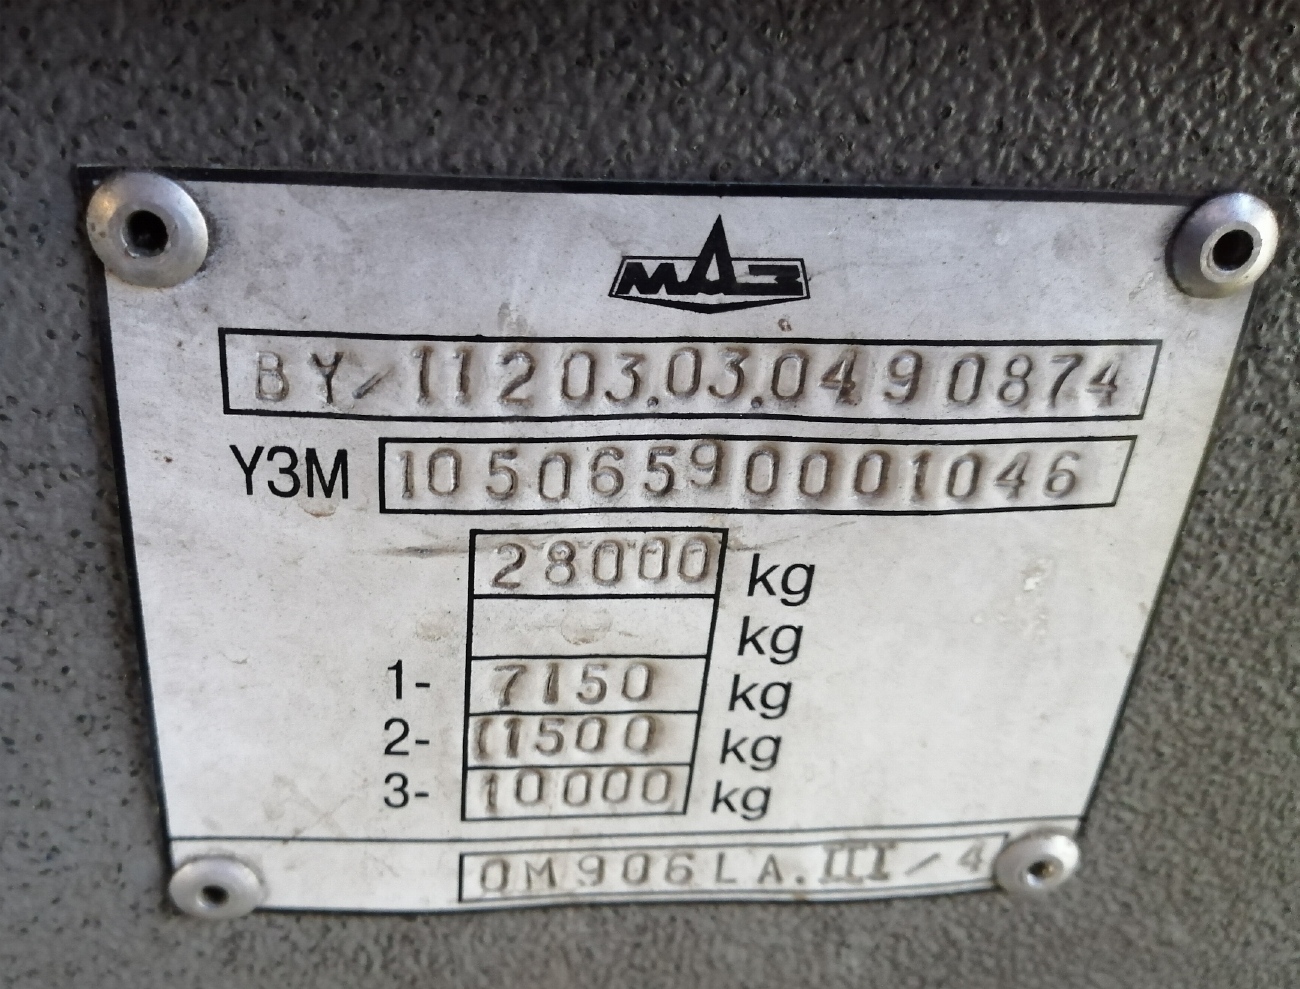 МАЗ
BY/11203.03.0490874
Y3M 10506590001046
28000 kg
kg
1- 7150 kg
2- 11500 kg
3- 10000 kg
OM906LA.III/4